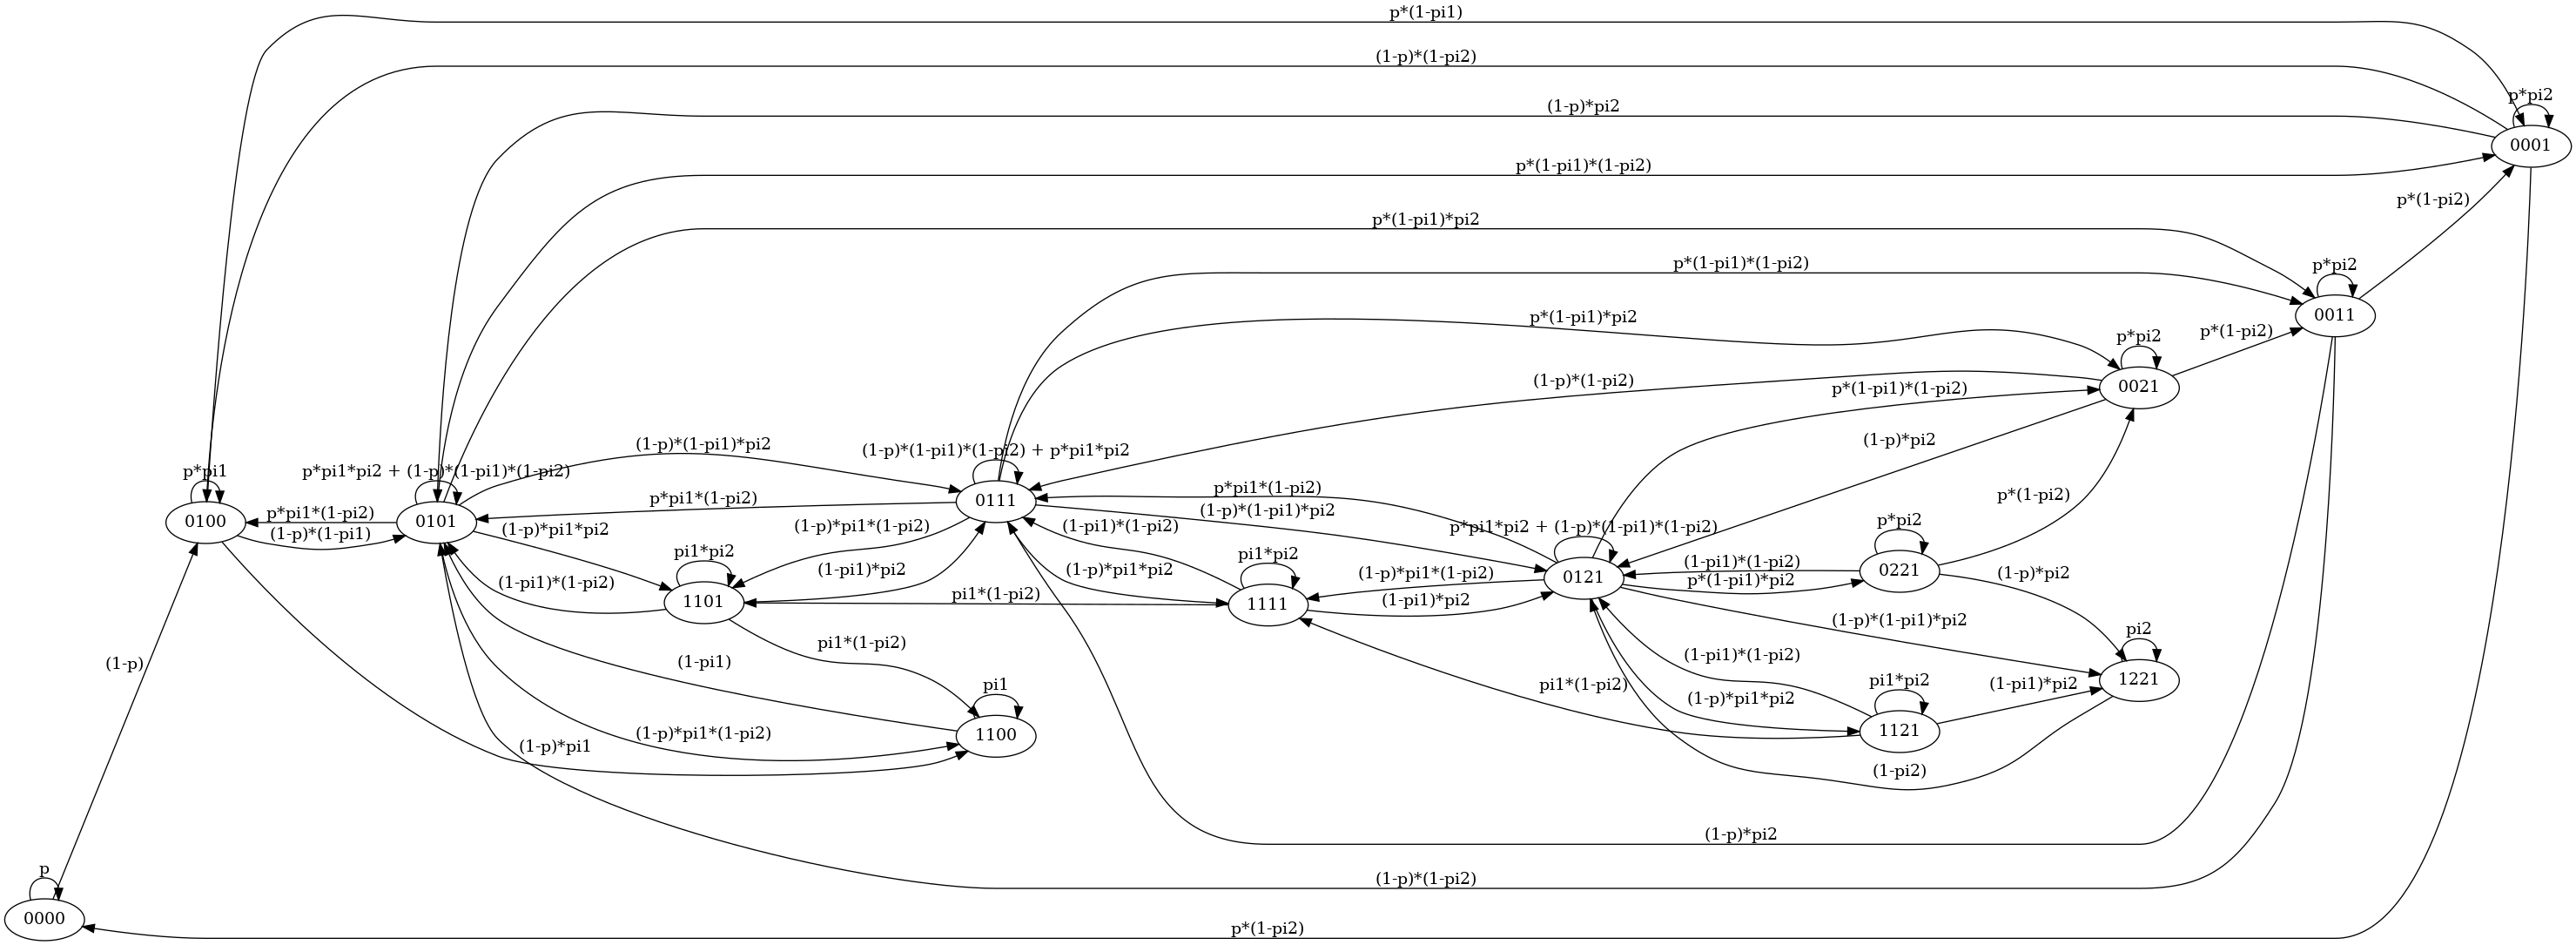 p*(1-pi1)
(1-p)*(1-pi2)
p*pi2
(1-p)*pi2
0001
p*(1-pi1)*(1-pi2)
p*(1-pi2)
p*(1-pi1)*pi2
p*(1-pi1)*(1-pi2)
p*pi2
0011
p*(1-pi1)*pi2
p*(1-pi2)
p*pi2
(1-p)*(1-pi2)
p*(1-pi1)*(1-pi2)
0021
(1-p)*(1-pi1)*pi2
(1-p)*(1-pi1)*(1-pi2) + p*pi1*pi2
(1-p)*pi2
p*pi1
p*pi1*pi2 + (1-p)*(1-pi1)*(1-pi2)
p*pi1*(1-pi2)
p*pi1*(1-pi2)
p*(1-pi2)
0111
p*pi1*(1-pi2)
(1-p)*(1-pi1)*pi2
0100
0101
(1-p)*(1-pi1)
(1-p)*pi1*pi2
(1-p)*pi1*(1-pi2)
(1-pi1)*(1-pi2)
p*pi1*pi2 + (1-p)*(1-pi1)*(1-pi2)
p*pi2
pi1*pi2
pi1*pi2
(1-pi1)*(1-pi2)
0221
(1-pi1)*(1-pi2)
(1-pi1)*pi2
(1-p)*pi1*pi2
(1-p)*pi1*(1-pi2)
0121
p*(1-pi1)*pi2
(1-p)*pi2
1101
pi1*(1-pi2)
1111
(1-pi1)*pi2
(1-p)*(1-pi1)*pi2
pi2
pi1*(1-pi2)
(1-p)
(1-pi1)
(1-pi1)*(1-pi2)
1221
pi1
pi1*(1-pi2)
pi1*pi2
(1-pi1)*pi2
(1-p)*pi1*pi2
1100
(1-p)*pi1*(1-pi2)
1121
(1-p)*pi1
(1-pi2)
(1-p)*pi2
p
(1-p)*(1-pi2)
0000
p*(1-pi2)